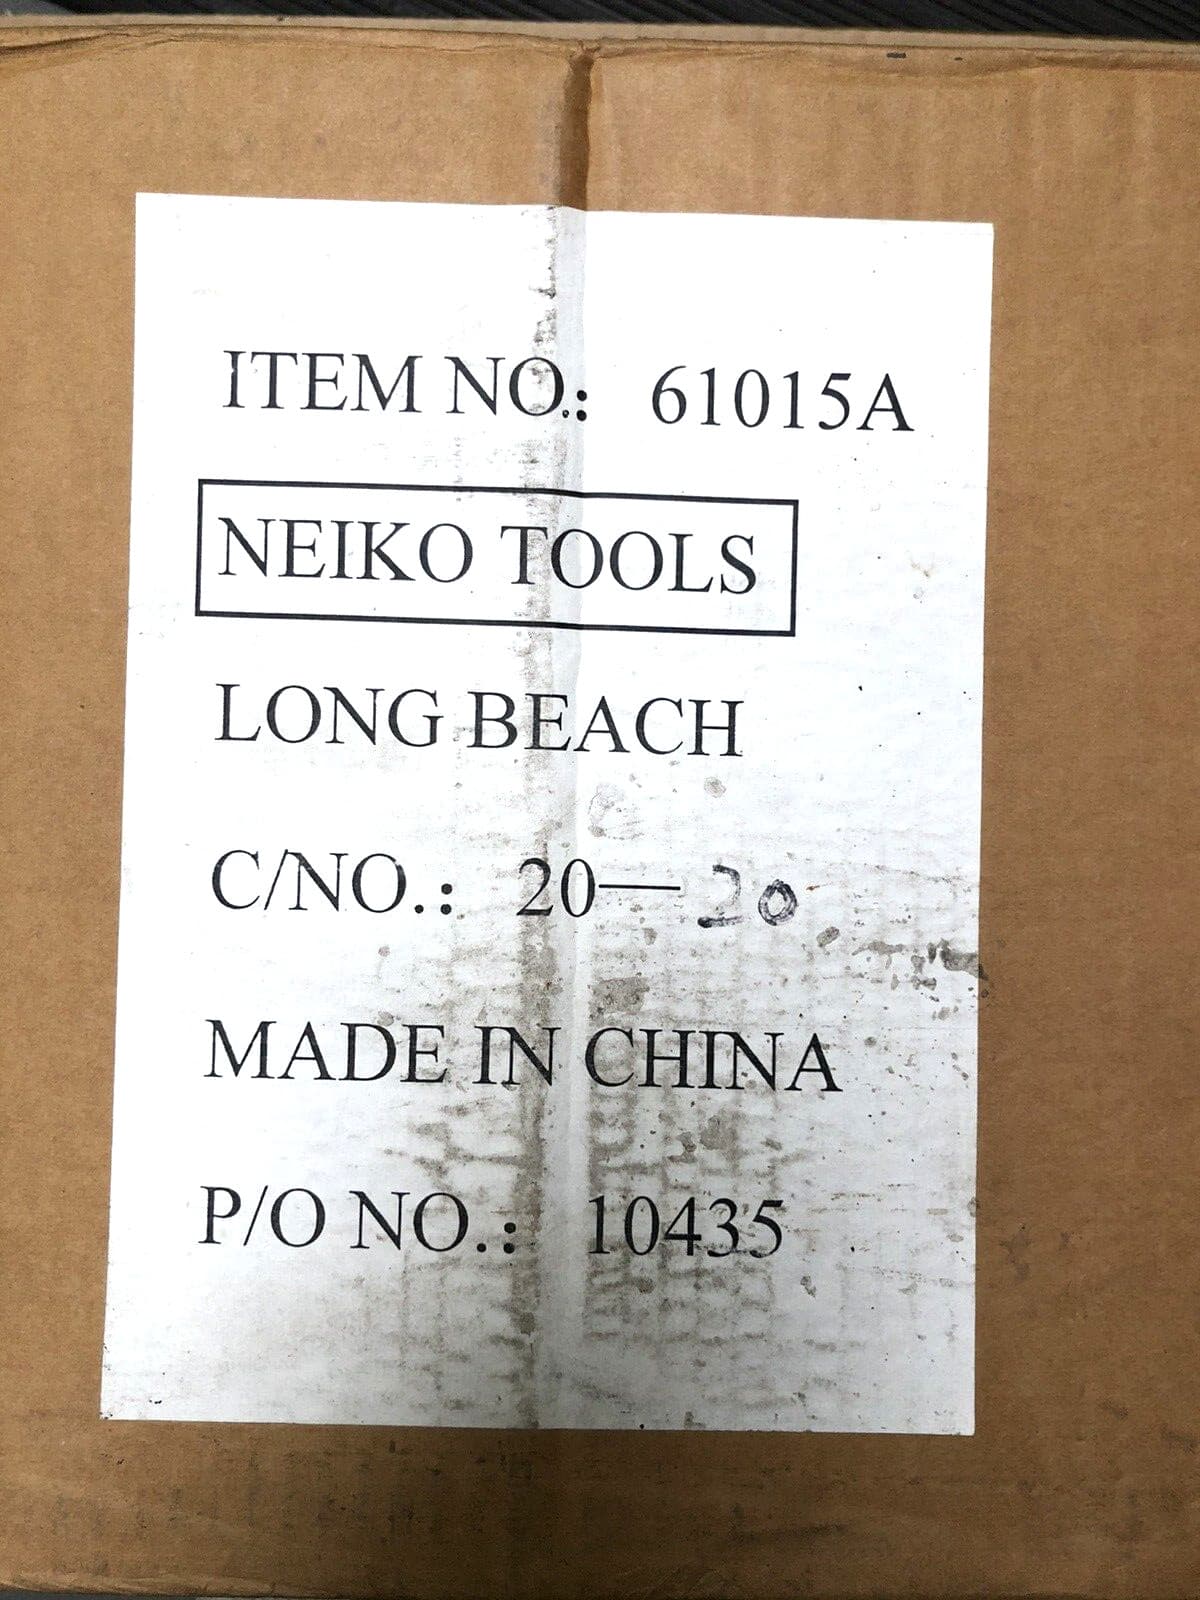 ITEM NO.: 61015A
NEIKO TOOLS
LONG BEACH
C/NO.: 20— 20
MADE IN CHINA
P/O NO.: 10435